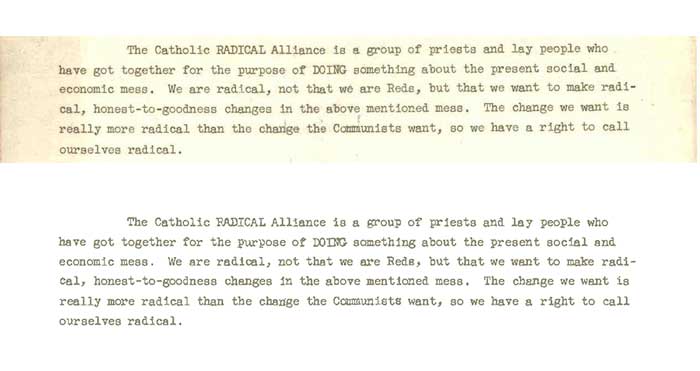 The Catholic RADICAL Alliance is a group of priests and lay people who
have got together for the purpose of DOING something about the present social and
economic mess. We are radical, not that we are Reds, but that we want to make radi-
cal, honest-to-goodness changes in the above mentioned mess. The change we want is
really more radical than the change the Communists want, so we have a right to call
ourselves radical.
The Catholic RADICAL Alliance is a group of priests and lay people who
have got together for the purpose of DOING something about the present social and
economic mess. We are radical, not that we are Reds, but that we want to make radi-
cal, honest-to-goodness changes in the above mentioned mess. The change we want is
really more radical than the change the Communists want, so we have a right to call
ourselves radical.